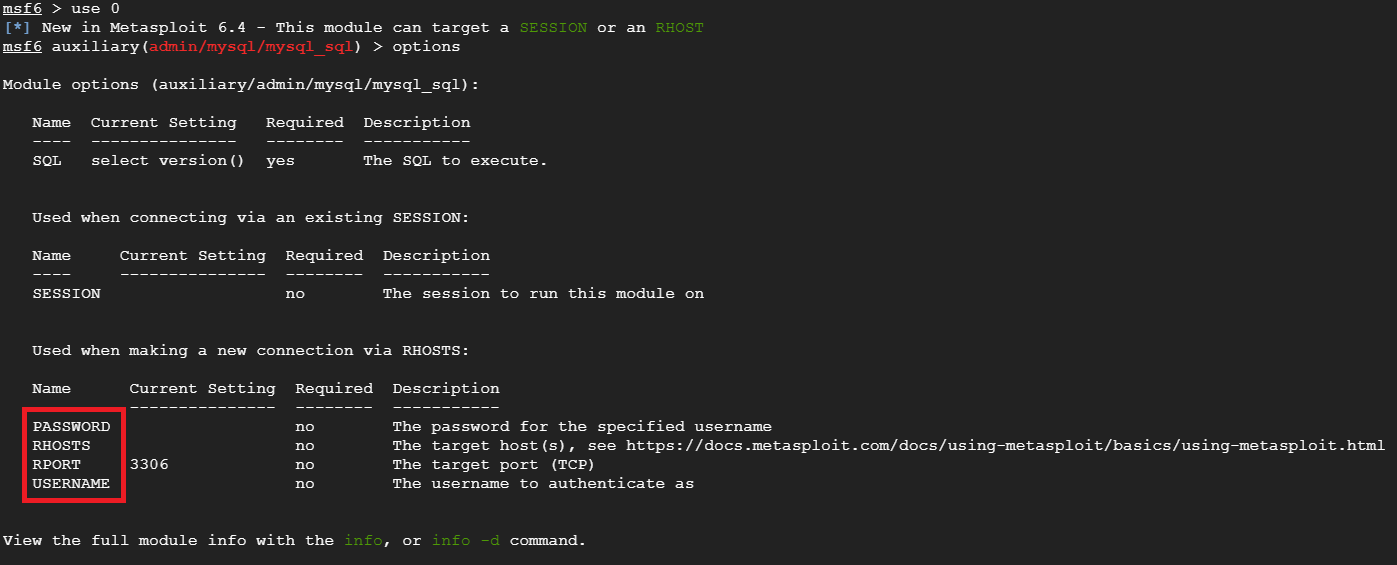 msf6 > use 0
[*] New in Metasploit 6.4 - This module can target a SESSION or an RHOST
msf6 auxiliary(admin/mysql/mysql_sql) > options
Module options (auxiliary/admin/mysql/mysql_sql):
Name  Current Setting   Required  Description
----  ---------------   --------  -----------
SQL   select version()  yes       The SQL to execute.
Used when connecting via an existing SESSION:
Name     Current Setting  Required  Description
----     ---------------  --------  -----------
SESSION                   no        The session to run this module on
Used when making a new connection via RHOSTS:
Name      Current Setting  Required  Description
---------------  --------  -----------
PASSWORD                   no        The password for the specified username
RHOSTS                     no        The target host(s), see https://docs.metasploit.com/docs/using-metasploit/basics/using-metasploit.html
RPORT     3306             no        The target port (TCP)
USERNAME                   no        The username to authenticate as
View the full module info with the info, or info -d command.